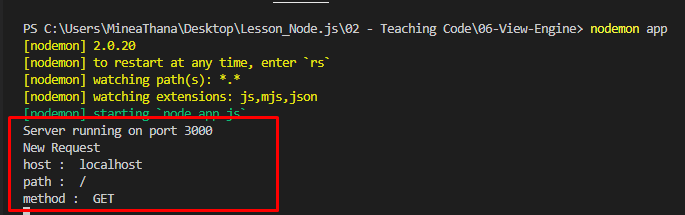 PS C:\Users\MineaThana\Desktop\Lesson_Node.js\02 - Teaching Code\06-View-Engine> nodemon app
[nodemon] 2.0.20
[nodemon] to restart at any time, enter `rs`
[nodemon] watching path(s): *.*
[nodemon] watching extensions: js,mjs,json
[nodemon] starting `node app.js`
Server running on port 3000
New Request
host :  localhost
path :  /
method :  GET